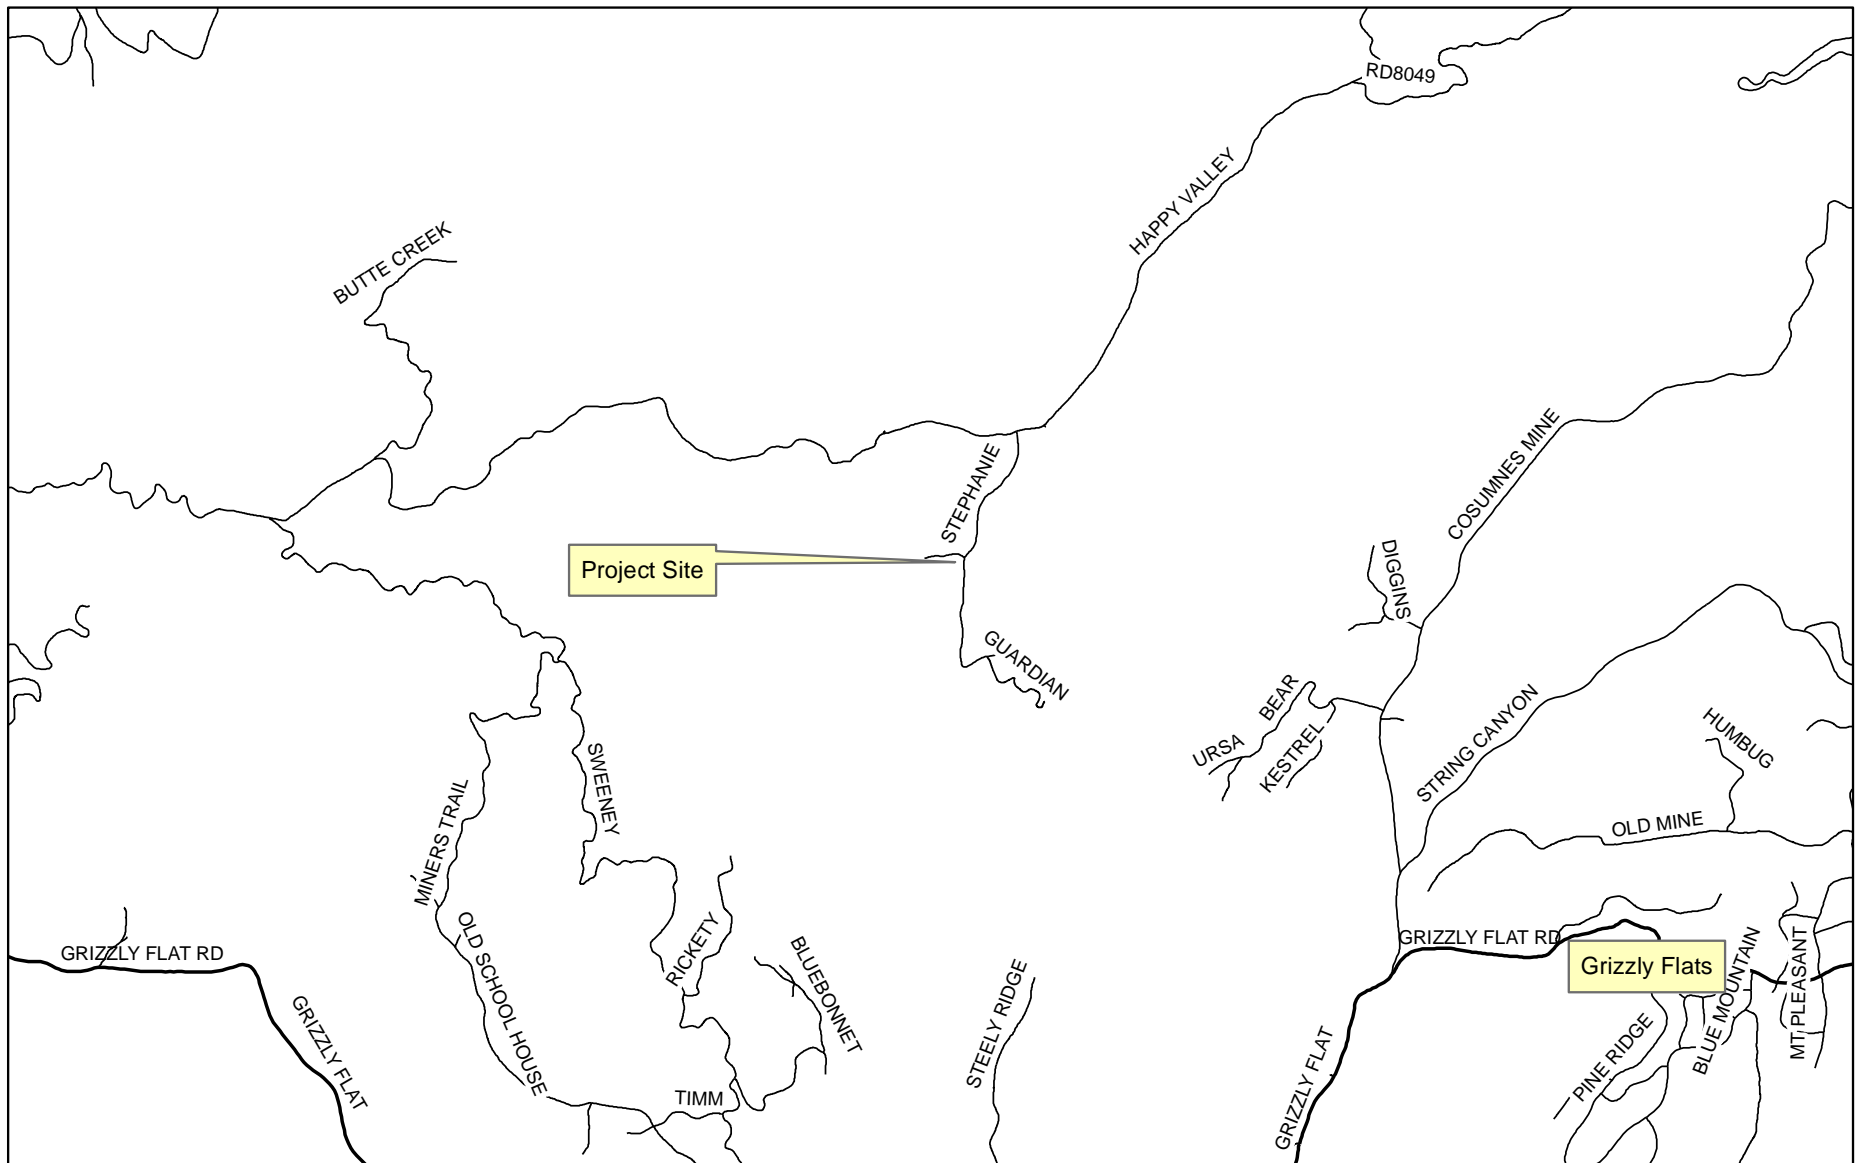 RD8049
HAPPY VALLEY
BUTTE CREEK
COSUMNES MINE
STEPHANIE
Project Site
DIGGINS
GUARDIAN
BEAR
URSA
KESTREL
STRING CANYON
HUMBUG
SWEENEY
MINERS TRAIL
OLD MINE
GRIZZLY FLAT RD
OLD SCHOOL HOUSE
RICKETY
BLUEBONNET
GRIZZLY FLAT RD
Grizzly Flats
BLUE MOUNTAIN
MT PLEASANT
STEELY RIDGE
GRIZZLY FLAT
PINE RIDGE
GRIZZLY FLAT
TIMM